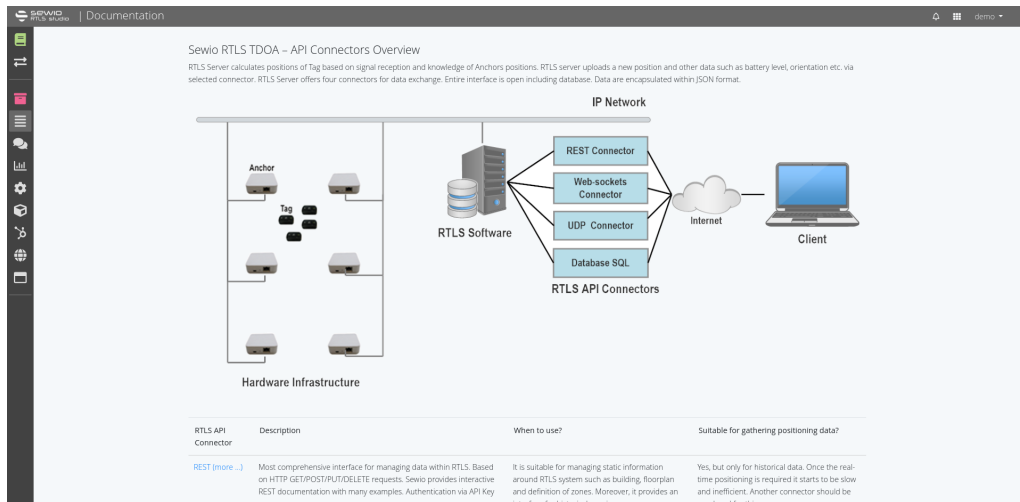 sewio
RTLS studio
| Documentation
demo
Sewio RTLS TDOA – API Connectors Overview
RTLS Server calculates positions of Tag based on signal reception and knowledge of Anchors positions. RTLS server uploads a new position and other data such as battery level, orientation etc. via
selected connector. RTLS Server offers four connectors for data exchange. Entire interface is open including database. Data are encapsulated within JSON format.
IP Network
REST Connector
Anchor
Web-sockets
Connector
Tag
Internet
UDP Connector
RTLS Software
Client
Database SQL
RTLS API Connectors
Hardware Infrastructure
RTLS API
Connector
Description
When to use?
Suitable for gathering positioning data?
REST (more ...)
Most comprehensive interface for managing data within RTLS. Based
on HTTP GET/POST/PUT/DELETE requests. Sewio provides interactive
REST documentation with many examples. Authentication via API Key
It is suitable for managing static information
around RTLS system such as building, floorplan
and definition of zones. Moreover, it provides an
Yes, but only for historical data. Once the real-
time positioning is required it starts to be slow
and inefficient. Another connector should be